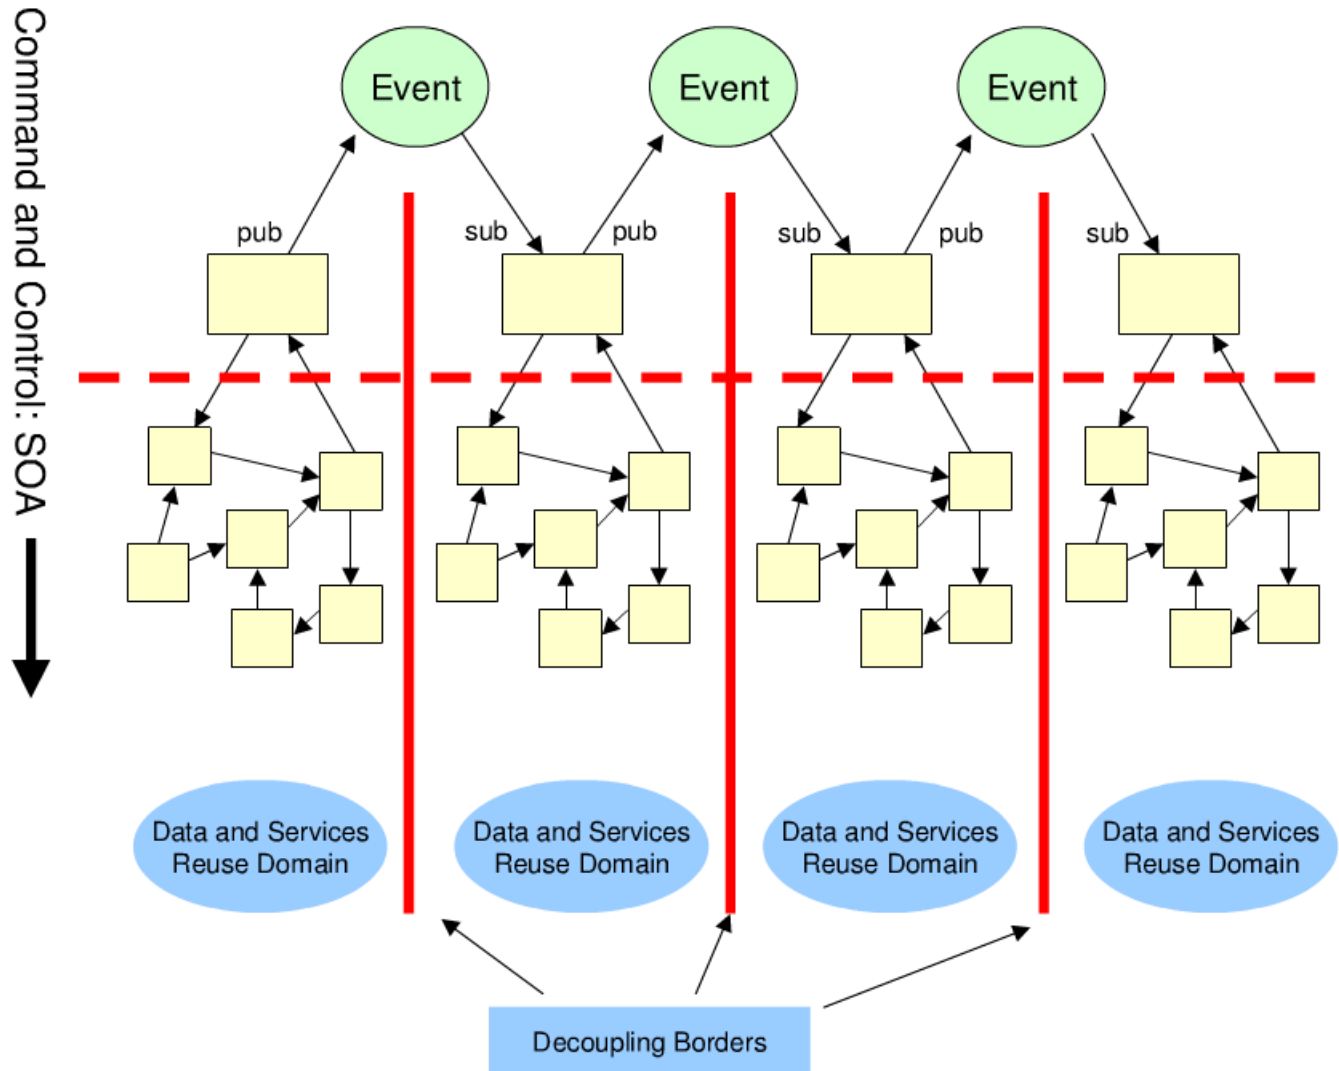 Command and Control: SOA
Event
Event
Event
pub
sub
pub
sub
pub
sub
Data and Services
Reuse Domain
Data and Services
Reuse Domain
Data and Services
Reuse Domain
Data and Services
Reuse Domain
Decoupling Borders